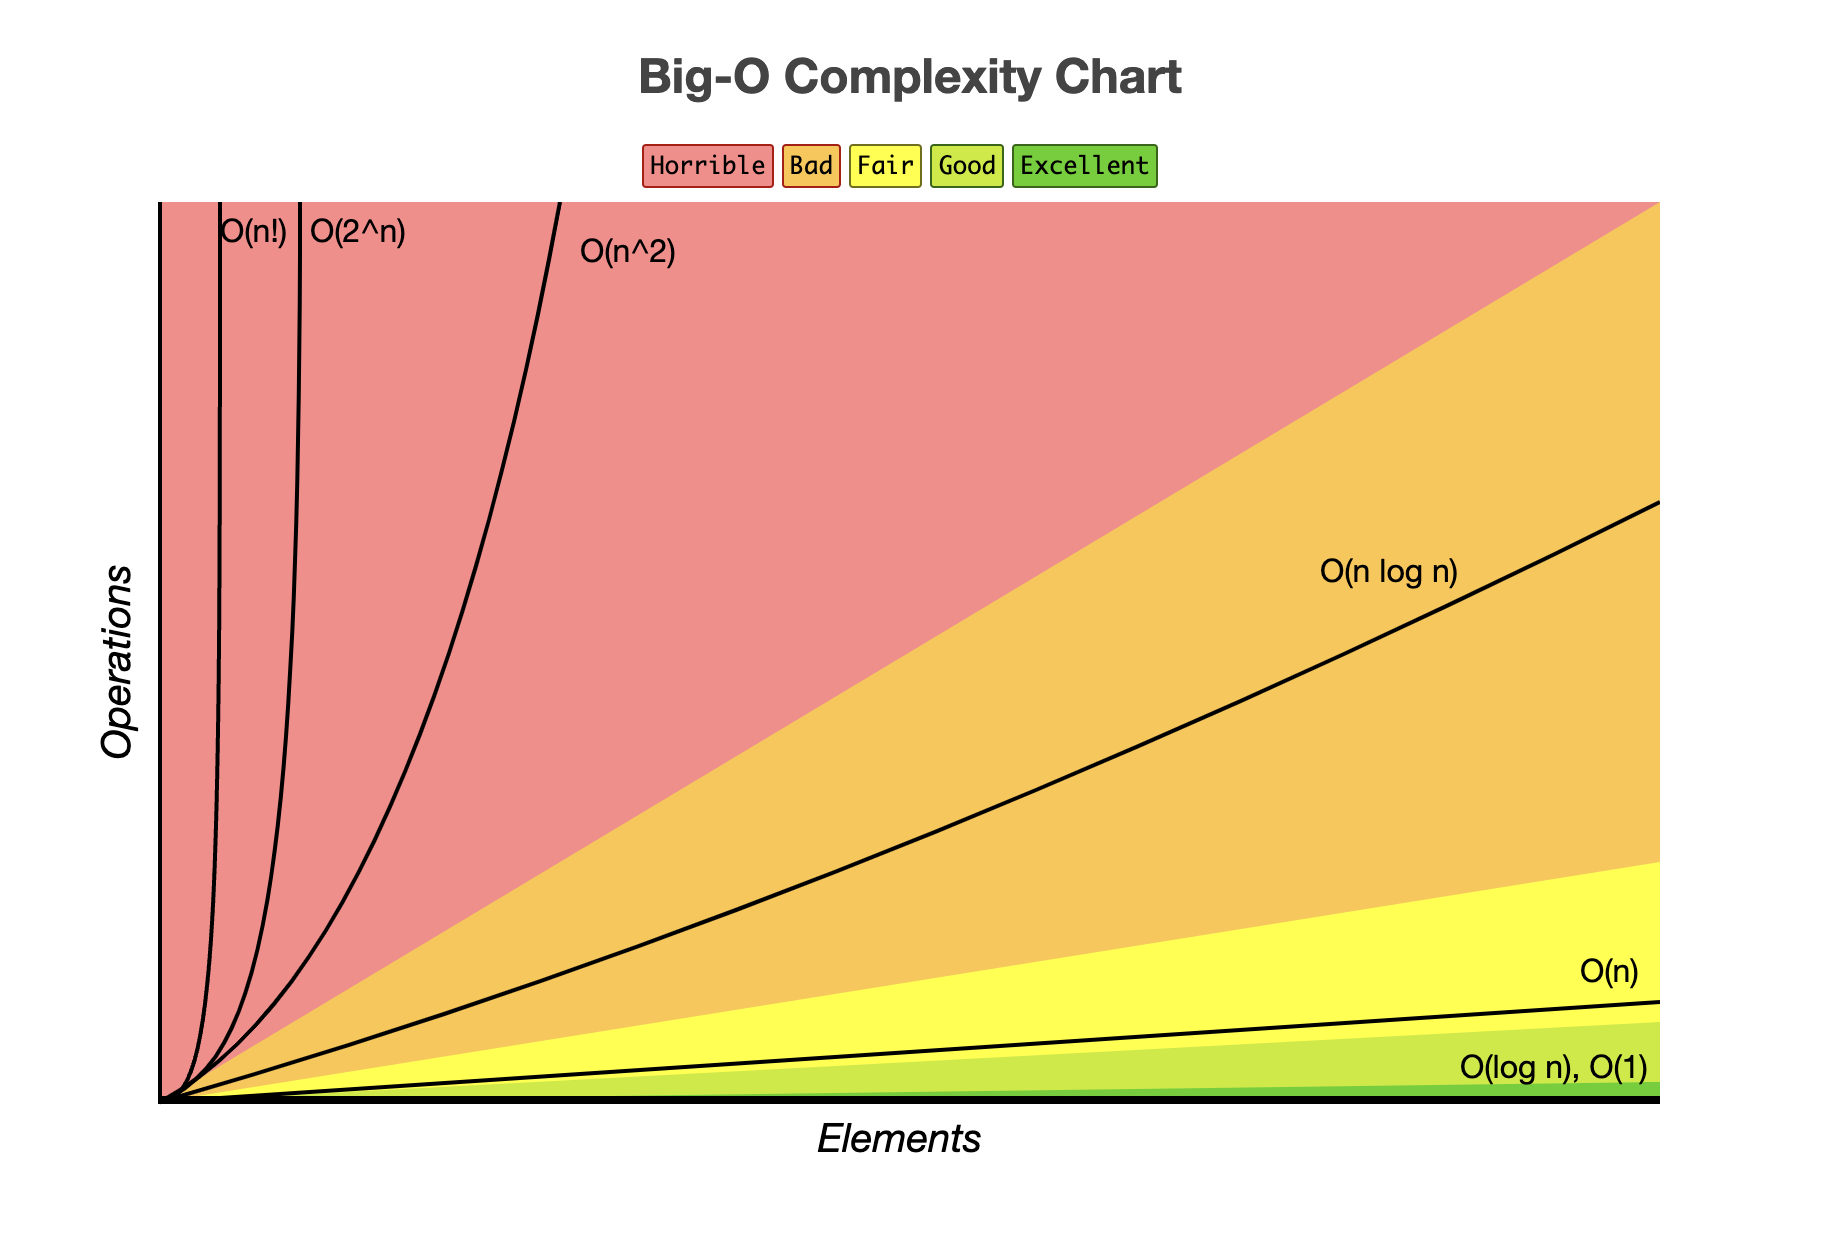 Big-O Complexity Chart
Horrible Bad Fair Good Excellent
O(n!) O(2^n)
O(n^2)
O(n log n)
Operations
O(n)
O(log n), O(1)
Elements